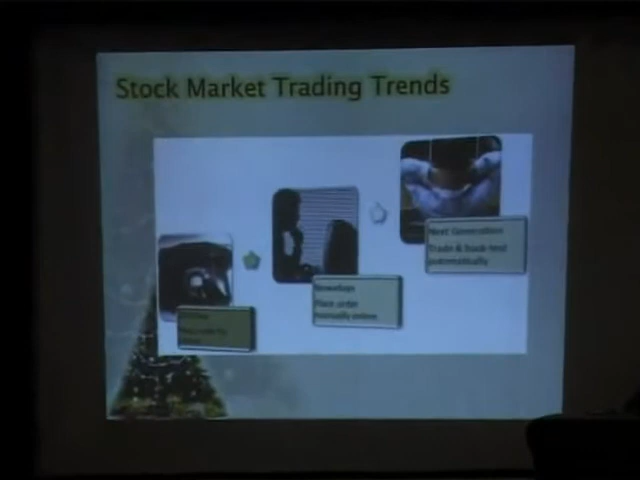 Stock Market Trading Trends
Next Generation
Trade & back-test
automatically
Nowadays
Place order
manually online